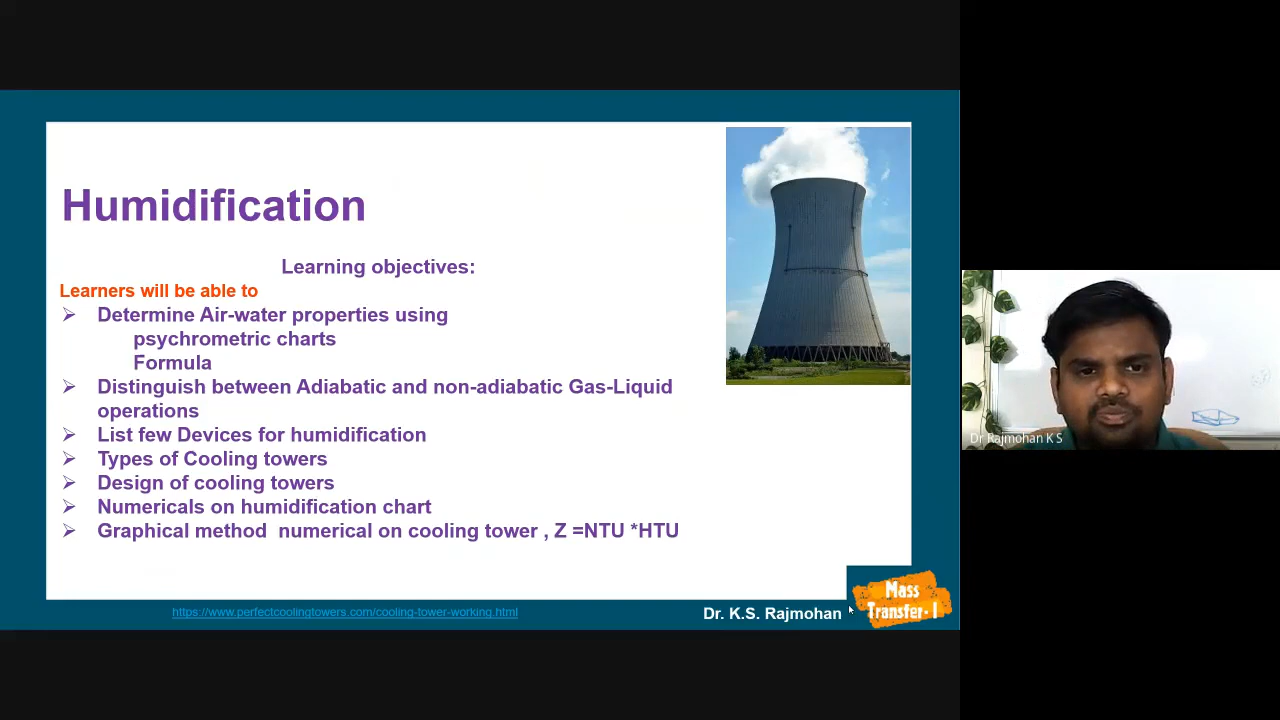 Humidification
Learning objectives:
Learners will be able to
Determine Air-water properties using
psychrometric charts
Formula
Distinguish between Adiabatic and non-adiabatic Gas-Liquid
operations
List few Devices for humidification
Types of Cooling towers
Design of cooling towers
Numericals on humidification chart
Graphical method numerical on cooling tower , Z =NTU *HTU
https://www.perfectcoolingtowers.com/cooling-tower-working.html
Dr. K.S. Rajmohan
Mass
Transfer- I
Dr Rajmohan K S